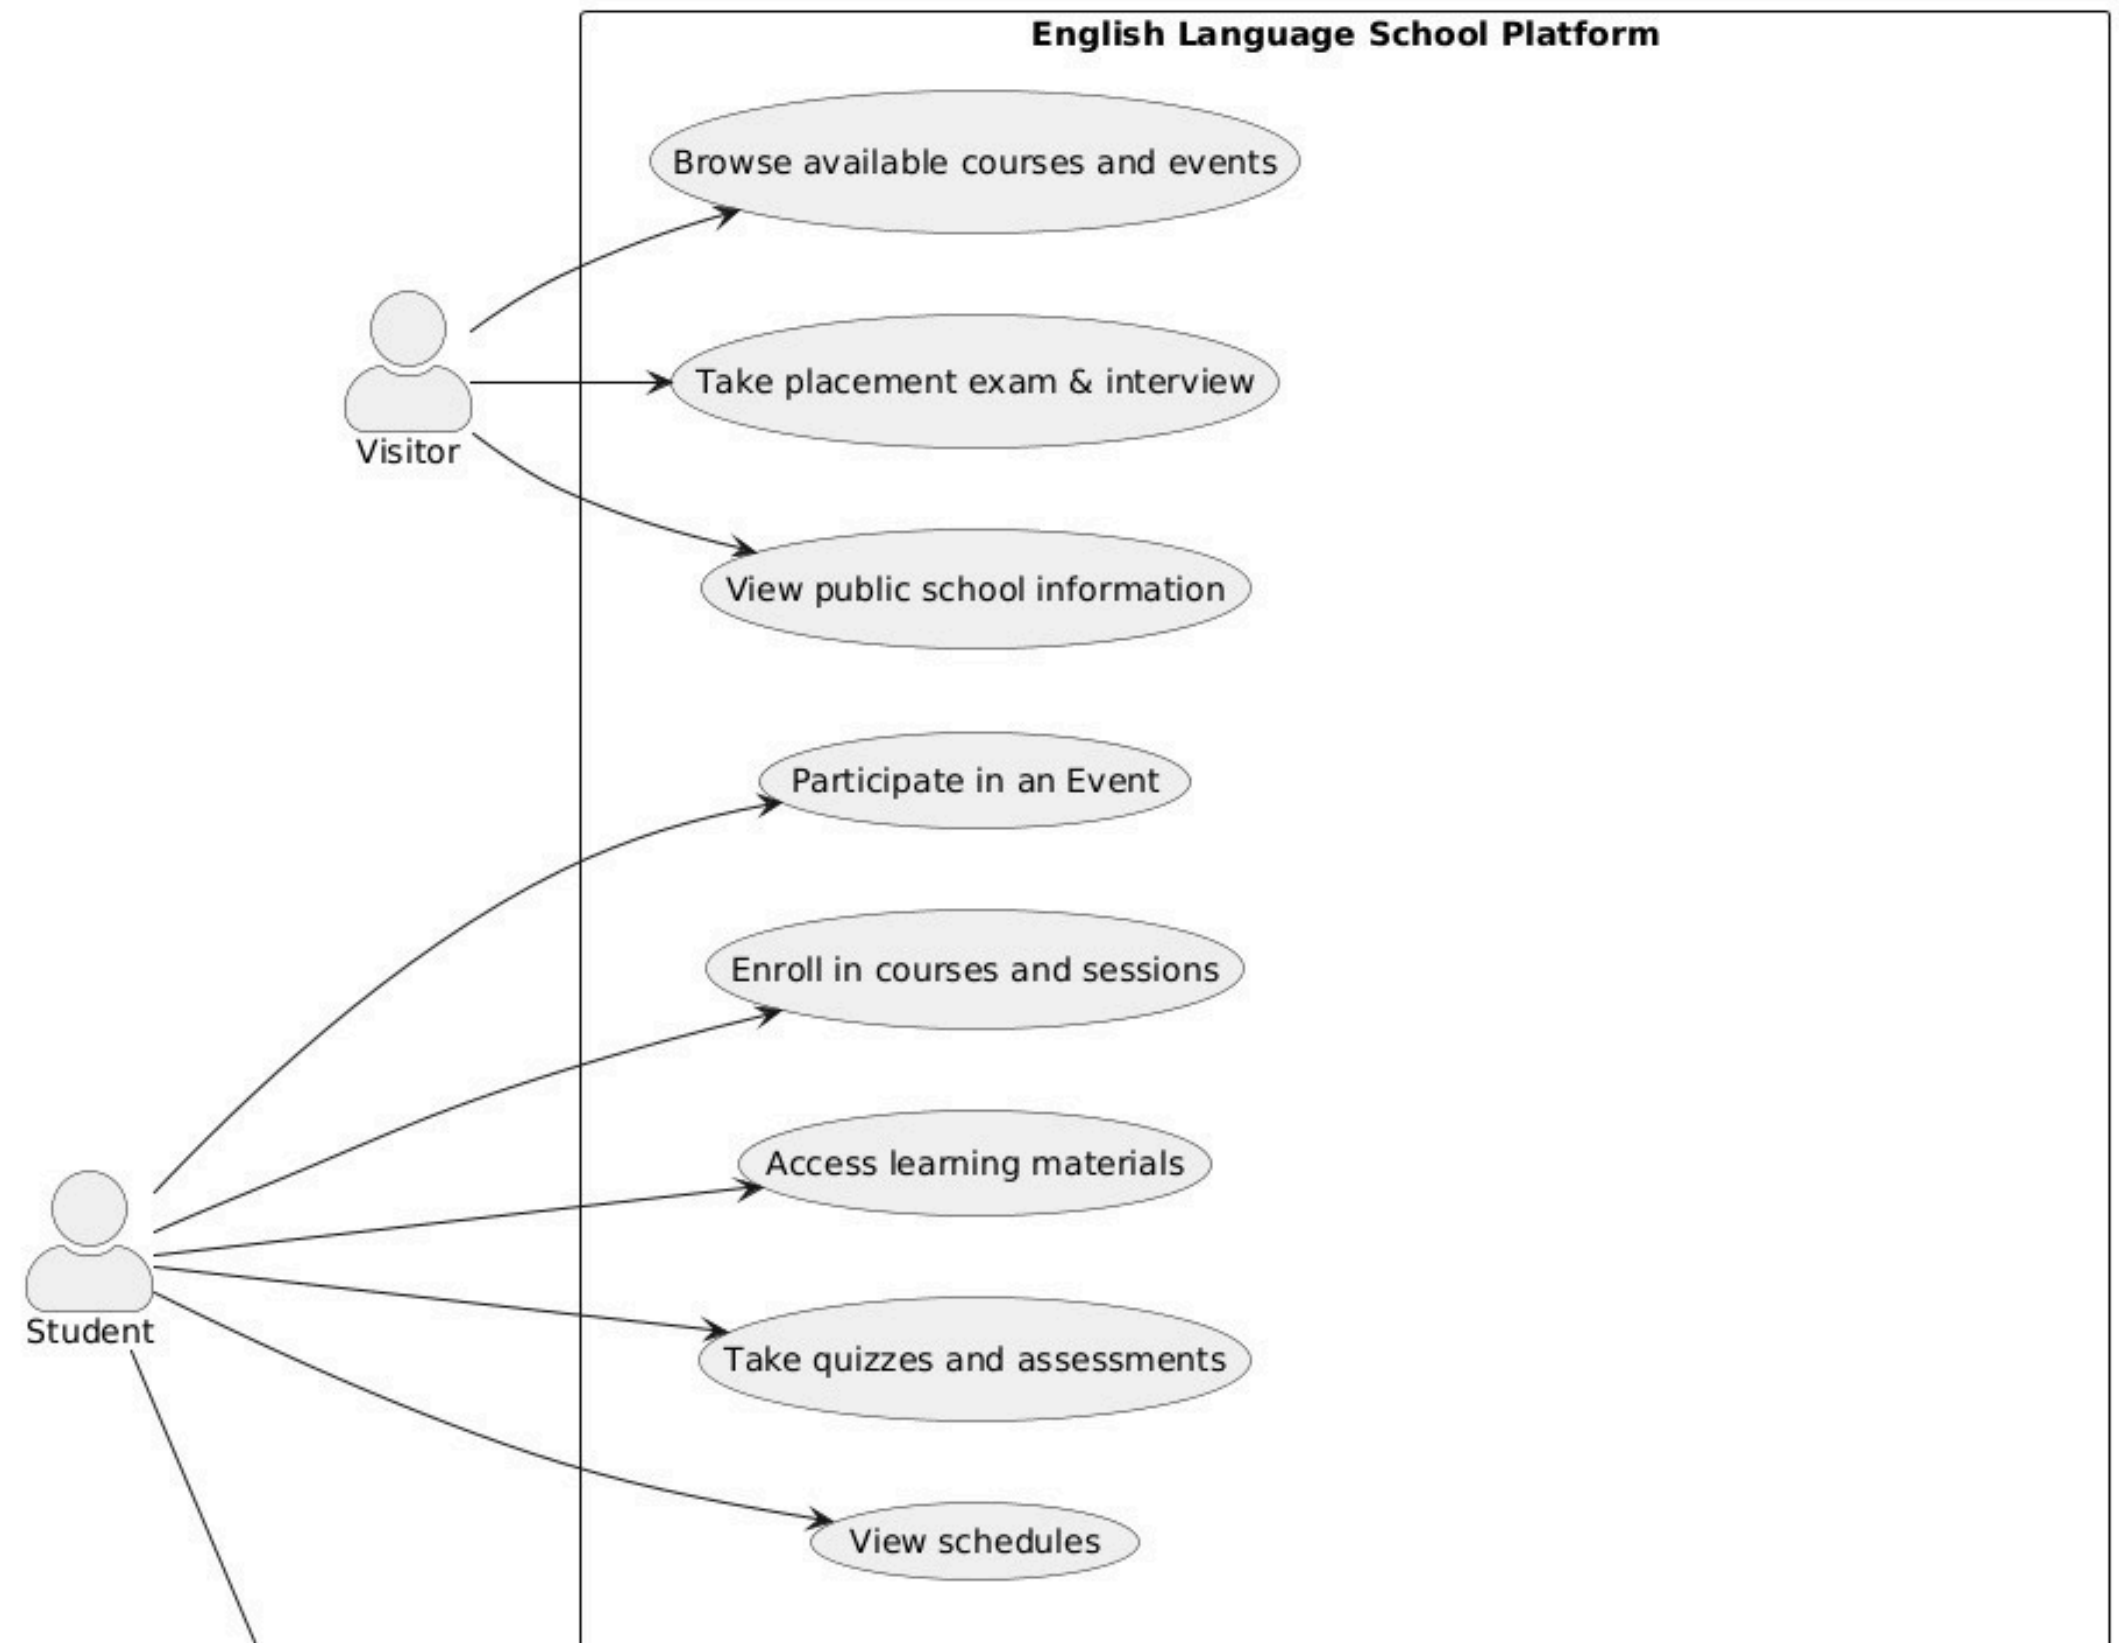 English Language School Platform
Browse available courses and events
Take placement exam & interview
Visitor
View public school information
Participate in an Event
Enroll in courses and sessions
Access learning materials
Student
Take quizzes and assessments
View schedules